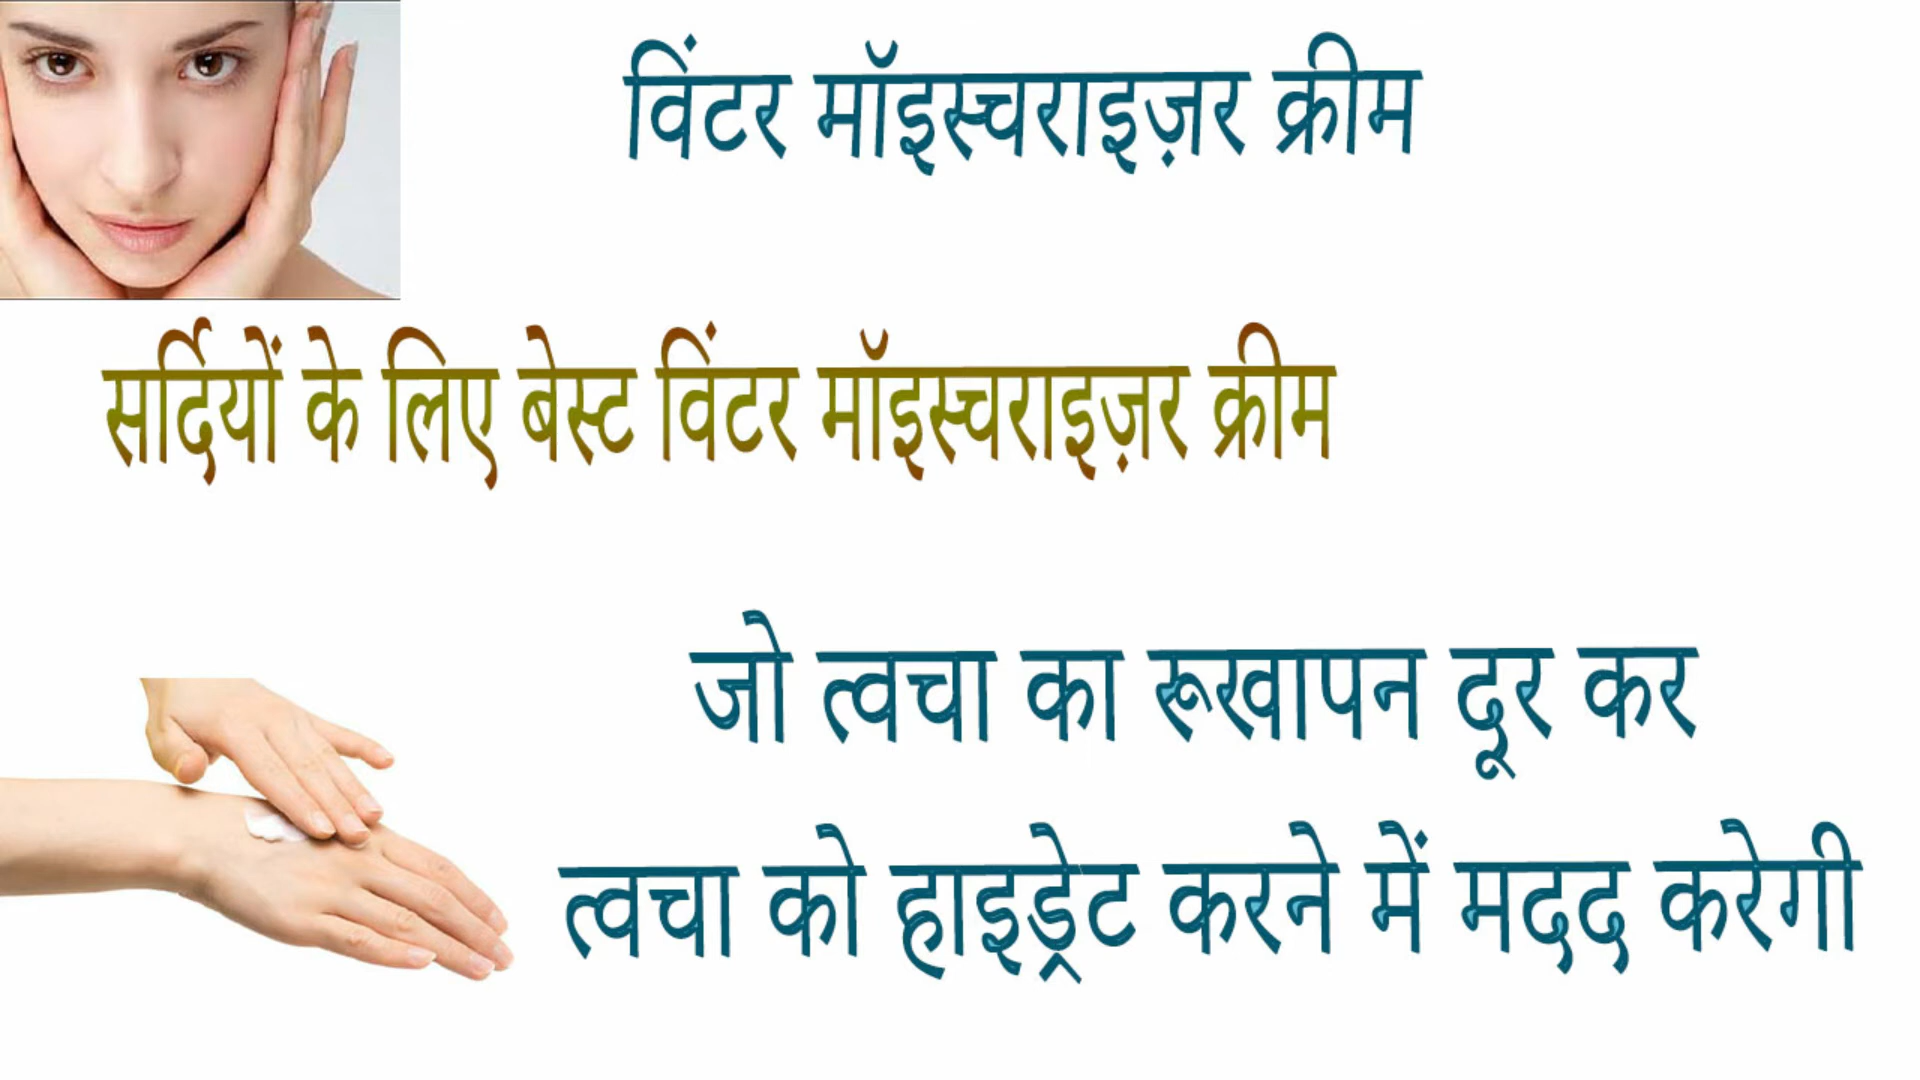 विंटर मॉइस्चराइज़र क्रीम
सर्दियों के लिए बेस्ट विंटर मॉइस्चराइज़र क्रीम
जो त्वचा का रूखापन दूर कर
त्वचा को हाइड्रेट करने में मदद करेगी